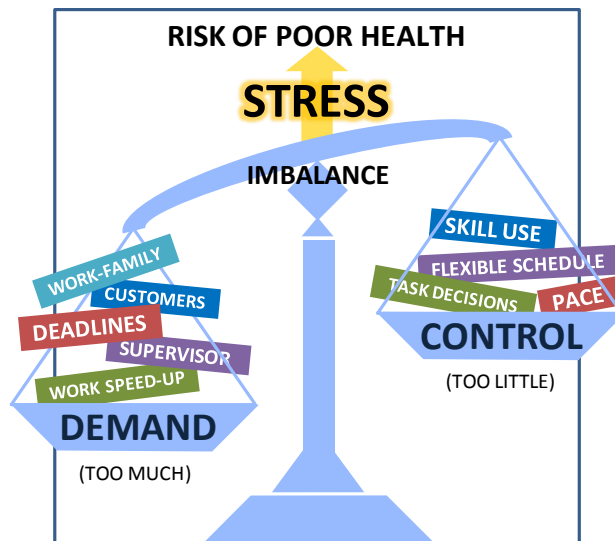 RISK OF POOR HEALTH
STRESS
IMBALANCE
WORK-FAMILY
CUSTOMERS
DEADLINES
SUPERVISOR
WORK SPEED-UP
DEMAND
(TOO MUCH)
SKILL USE
FLEXIBLE SCHEDULE
TASK DECISIONS
PACE
CONTROL
(TOO LITTLE)